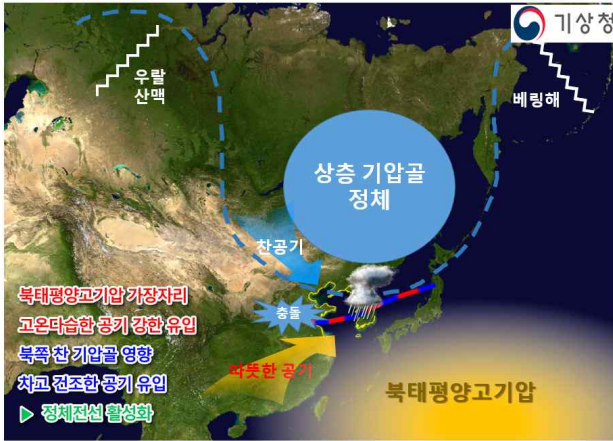 기상청
우랄
산맥
베링해
상층 기압골
정체
찬공기
충돌
따뜻한 공기
북태평양고기압
북태평양고기압 가장자리
고온다습한 공기 강한 유입
북쪽 찬 기압골 영향
차고 건조한 공기 유입
▶ 정체전선 활성화